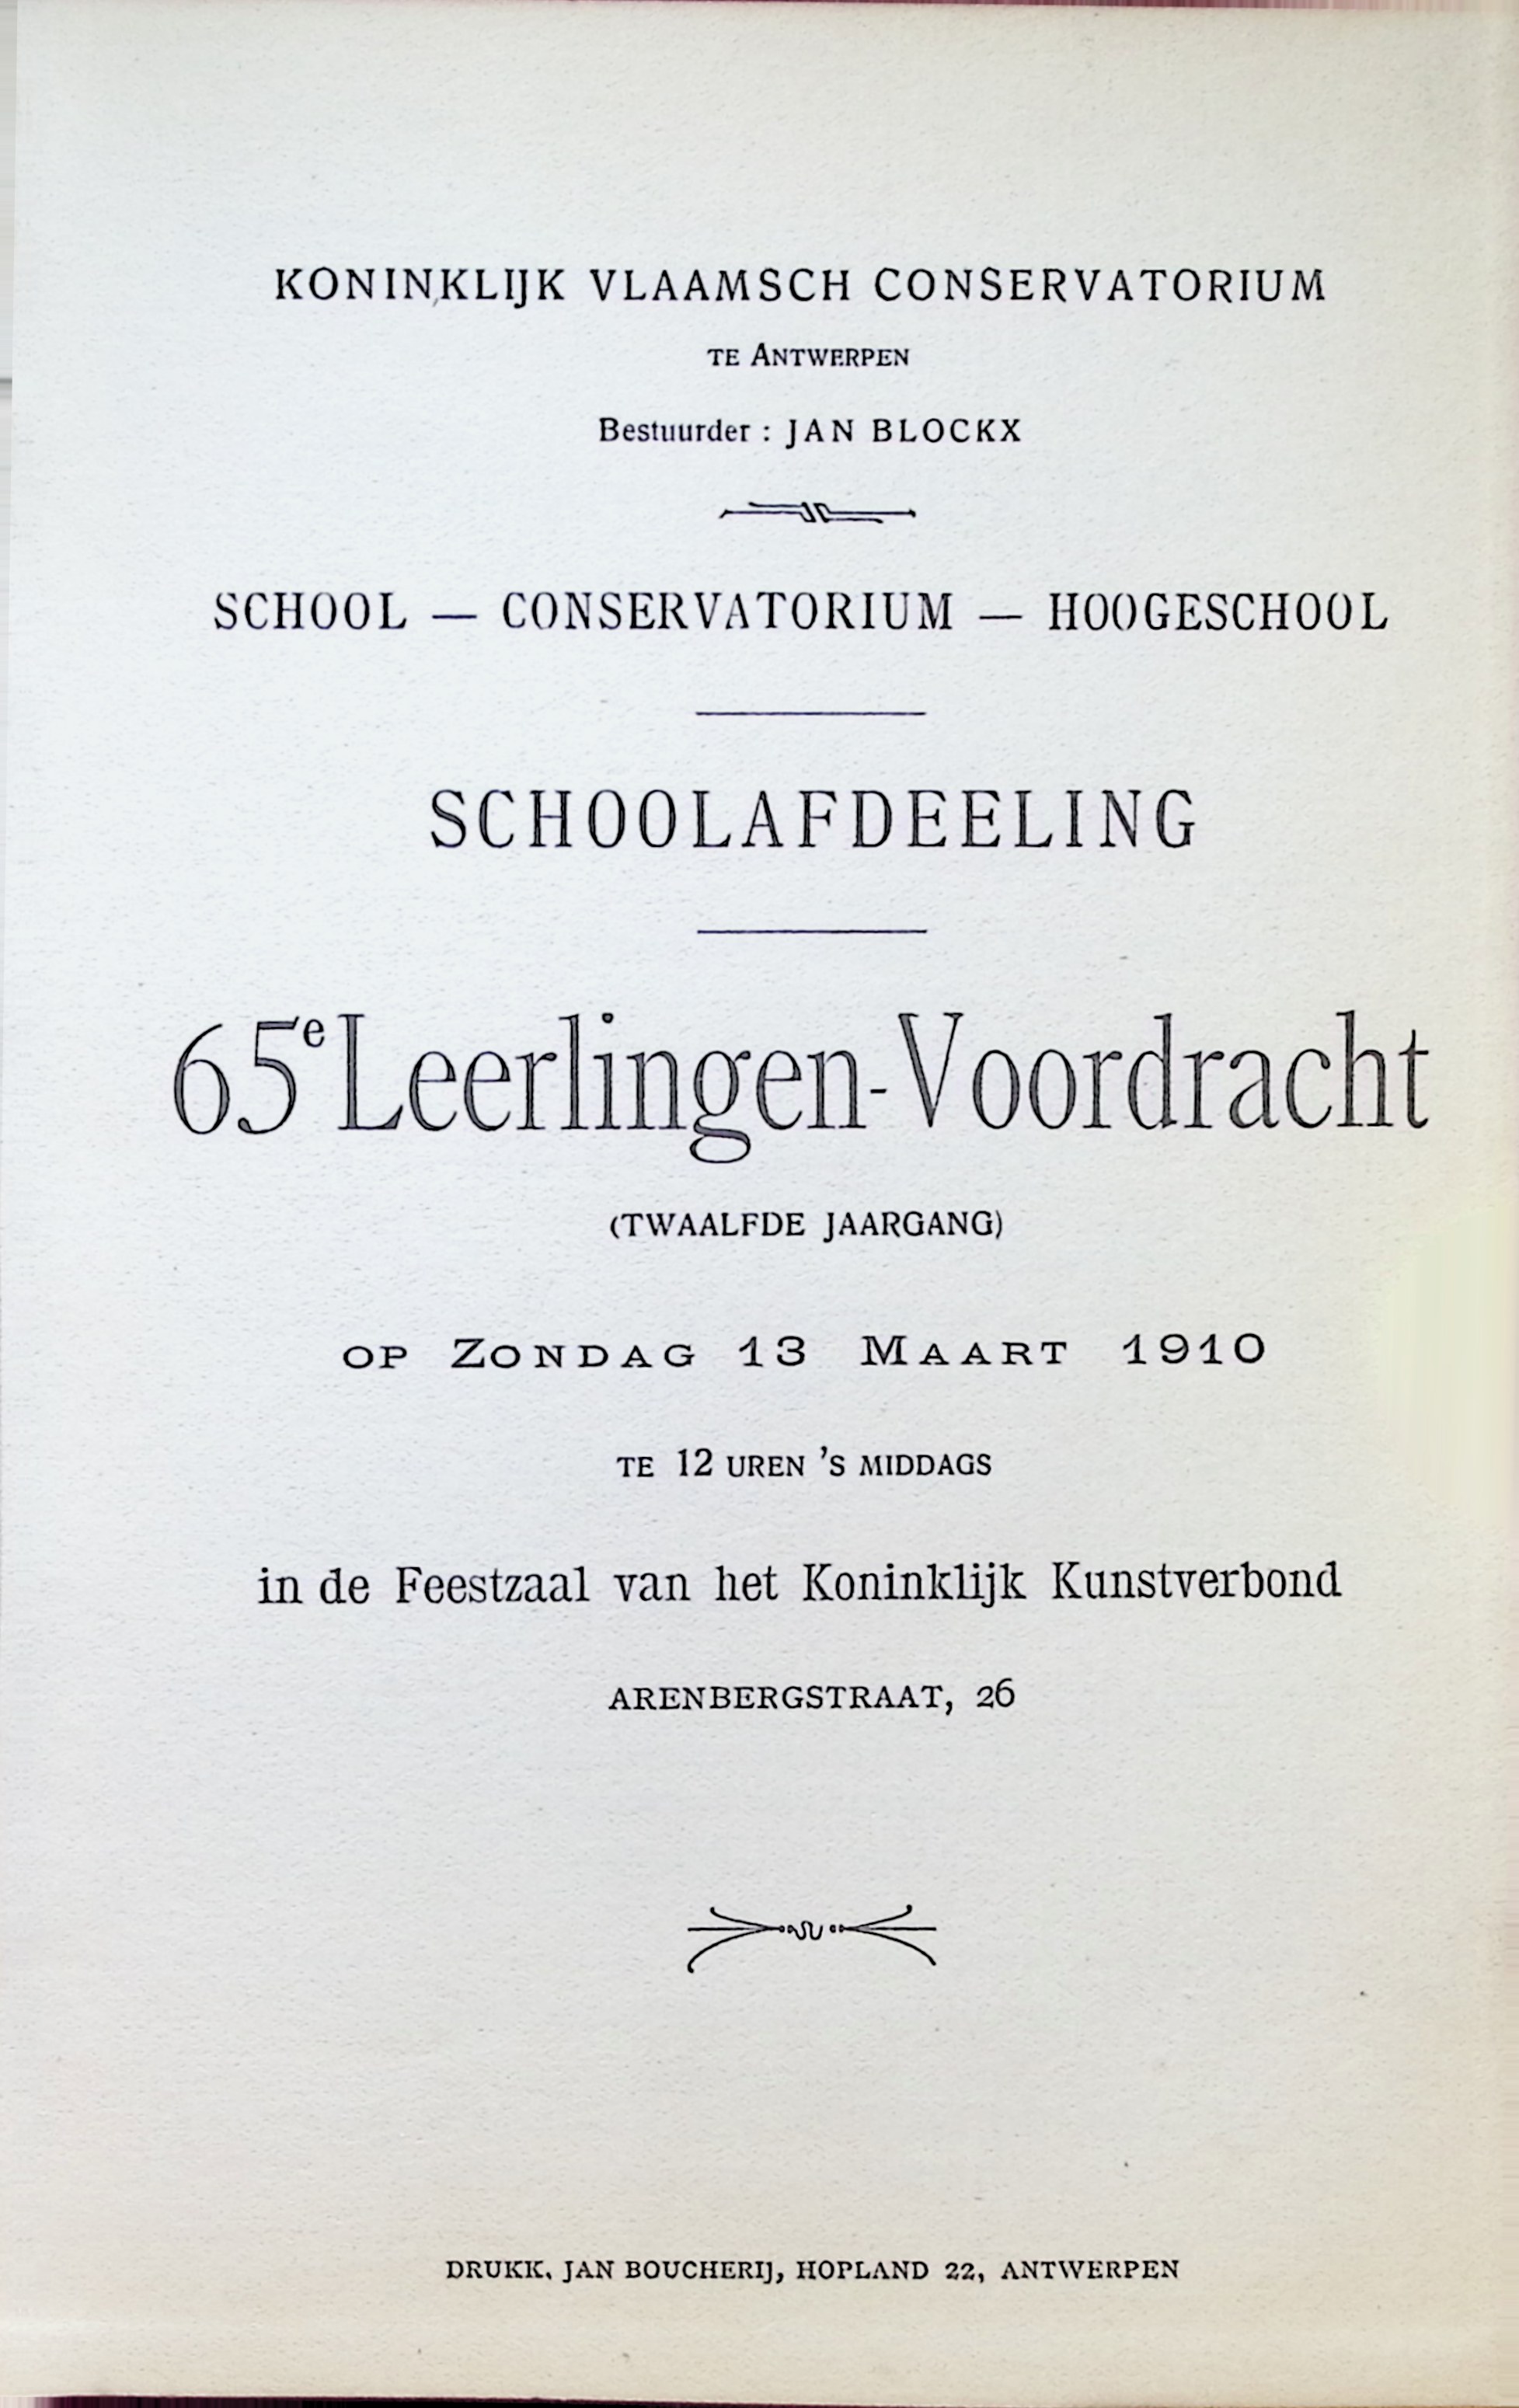 KONINKLIJK VLAAMSCH CONSERVATORIUM
TE ANTWERPEN
Bestuurder : JAN BLOCKX
SCHOOL — CONSERVATORIUM — HOOGESCHOOL
SCHOOLAFDEELING
65e Leerlingen-Voordracht
(TWAALFDE JAARGANG)
OP ZONDAG 13 MAART 1910
TE 12 UREN 'S MIDDAGS
in de Feestzaal van het Koninklijk Kunstverbond
ARENBERGSTRAAT, 26
DRUKK. JAN BOUCHERIJ, HOPLAND 22, ANTWERPEN